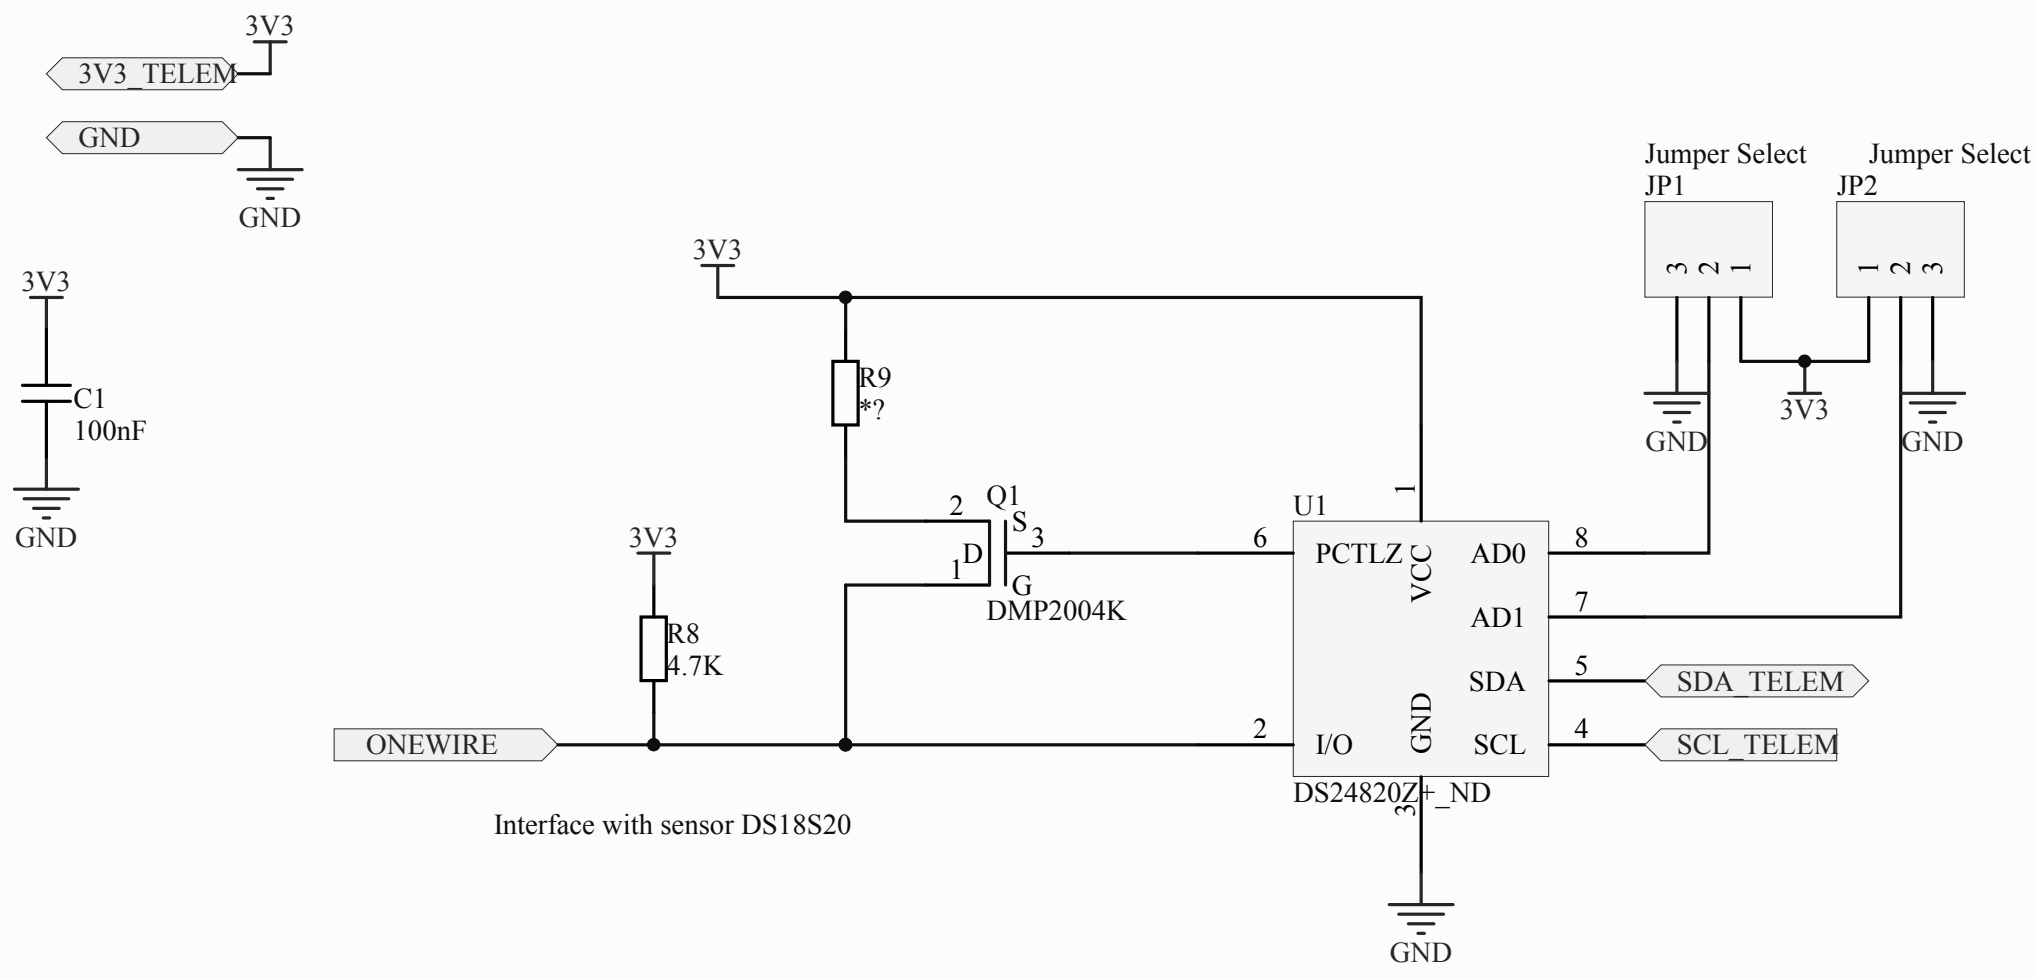 3V3
3V3_TELEM
GND
GND
3V3
C1
100nF
GND
3V3
R9
*?
3V3
R8
4.7K
2
Q1
S
3
D
1
G
DMP2004K
ONEWIRE
Interface with sensor DS18S20
U1
1
6
PCTLZ
VCC
AD0
8
AD1
7
SDA
5
SDA_TELEM
2
I/O
GND
SCL
4
SCL_TELEM
DS24820Z+_ND
3
GND
Jumper Select
JP1
3
2
1
GND
3V3
Jumper Select
JP2
1
2
3
GND